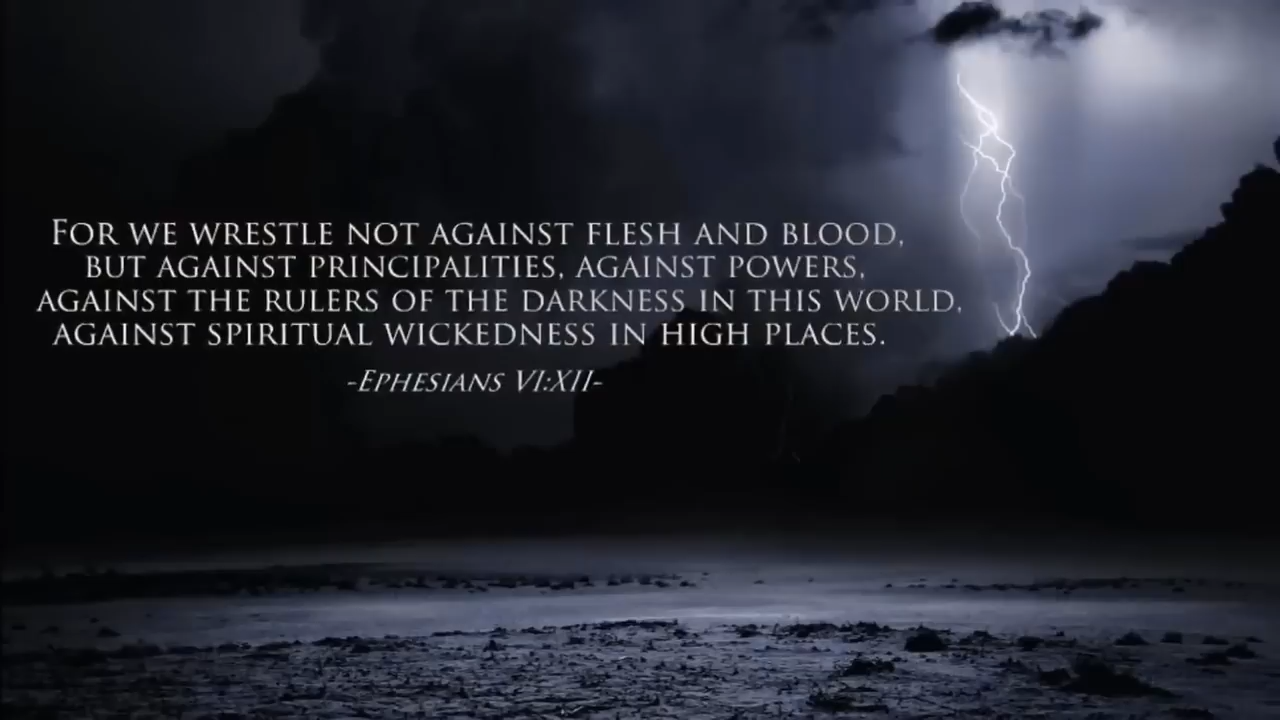 For we wrestle not against flesh and blood,
but against principalities, against powers,
against the rulers of the darkness in this world,
against spiritual wickedness in high places.
-Ephesians VI:XII-